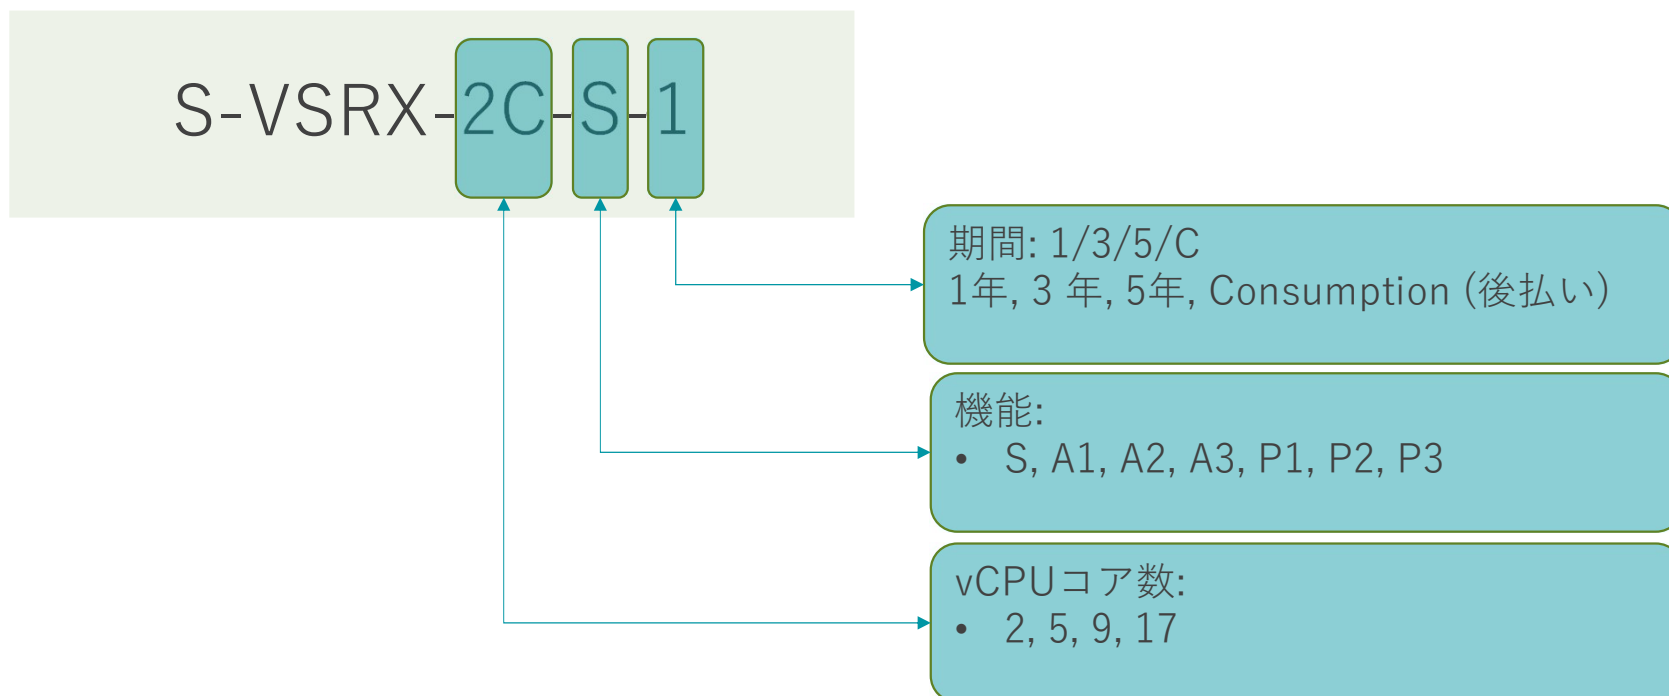 S-VSRX-2C-S-1
期間: 1/3/5/C
1年, 3 年, 5年, Consumption (後払い)
機能:
• S, A1, A2, A3, P1, P2, P3
vCPUコア数:
• 2, 5, 9, 17